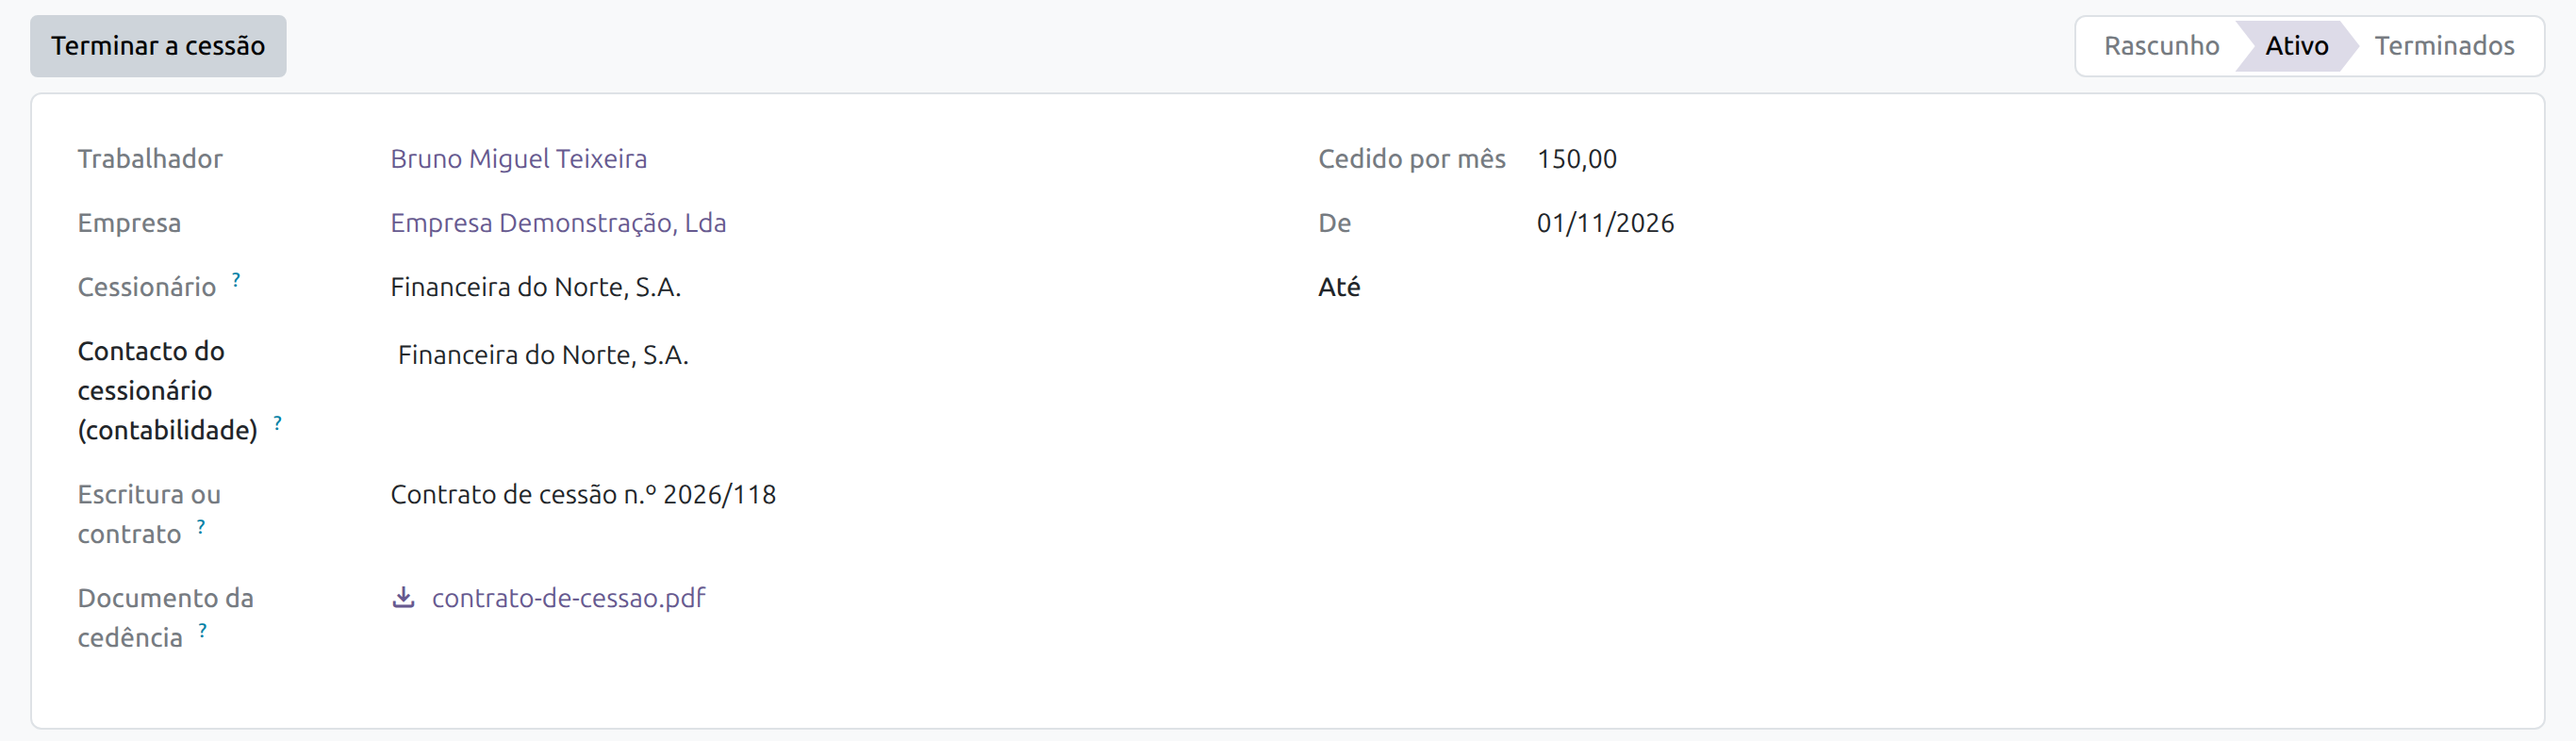 Terminar a cessão
Rascunho Ativo Terminados
Trabalhador Bruno Miguel Teixeira
Cedido por mês 150,00
Empresa Empresa Demonstração, Lda
De 01/11/2026
Cessionário ? Financeira do Norte, S.A.
Até
Contacto do
cessionário
(contabilidade) ?
Financeira do Norte, S.A.
Escritura ou
contrato ?
Contrato de cessão n.º 2026/118
Documento da
cedência ?
contrato-de-cessao.pdf